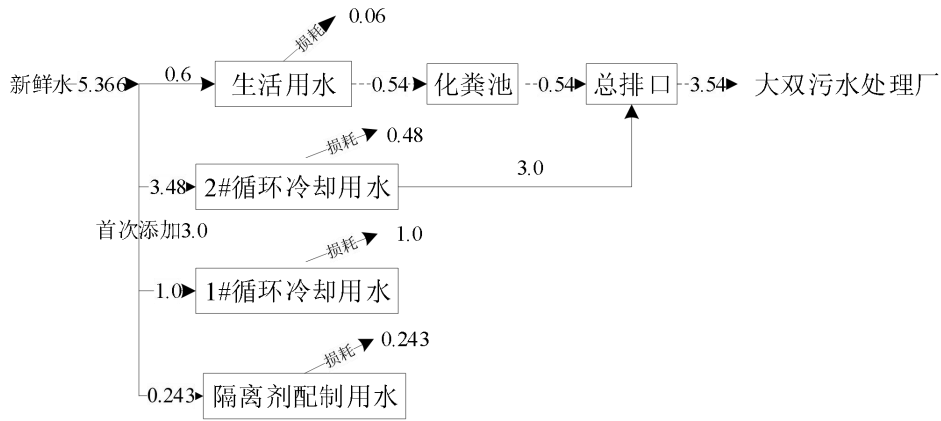 损耗 0.06
新鲜水 5.366 0.6 生活用水 0.54 化粪池 0.54 总排口 3.54 大双污水处理厂
损耗 0.48
3.48 2#循环冷却用水 3.0
首次添加3.0
损耗 1.0
1.0 1#循环冷却用水
损耗 0.243
0.243 隔离剂配制用水